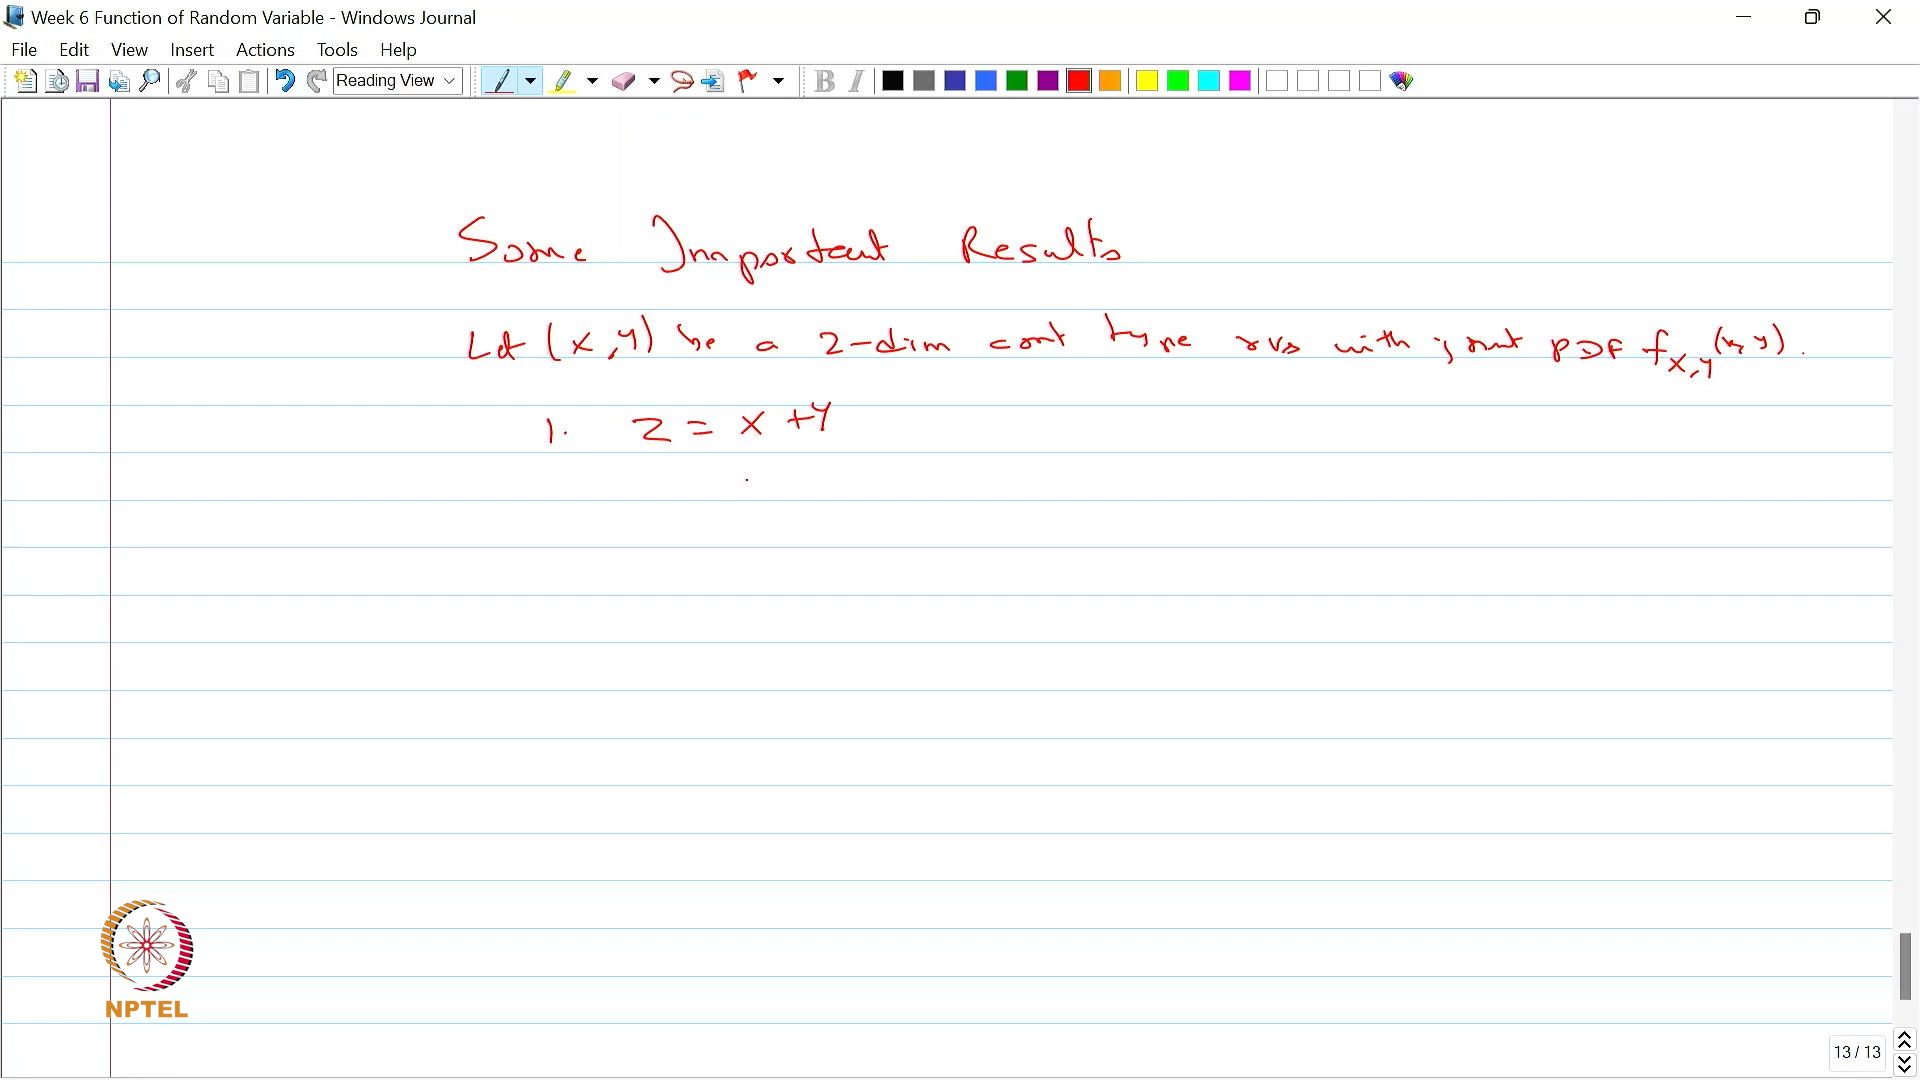 Week 6 Function of Random Variable - Windows Journal
File Edit View Insert Actions Tools Help
Reading View
B I
Some Important Results
Let (X,Y) be a 2-dim cont type rvs with joint PDF f_{X,Y}(x,y).
1. Z = X + Y
NPTEL
13 / 13